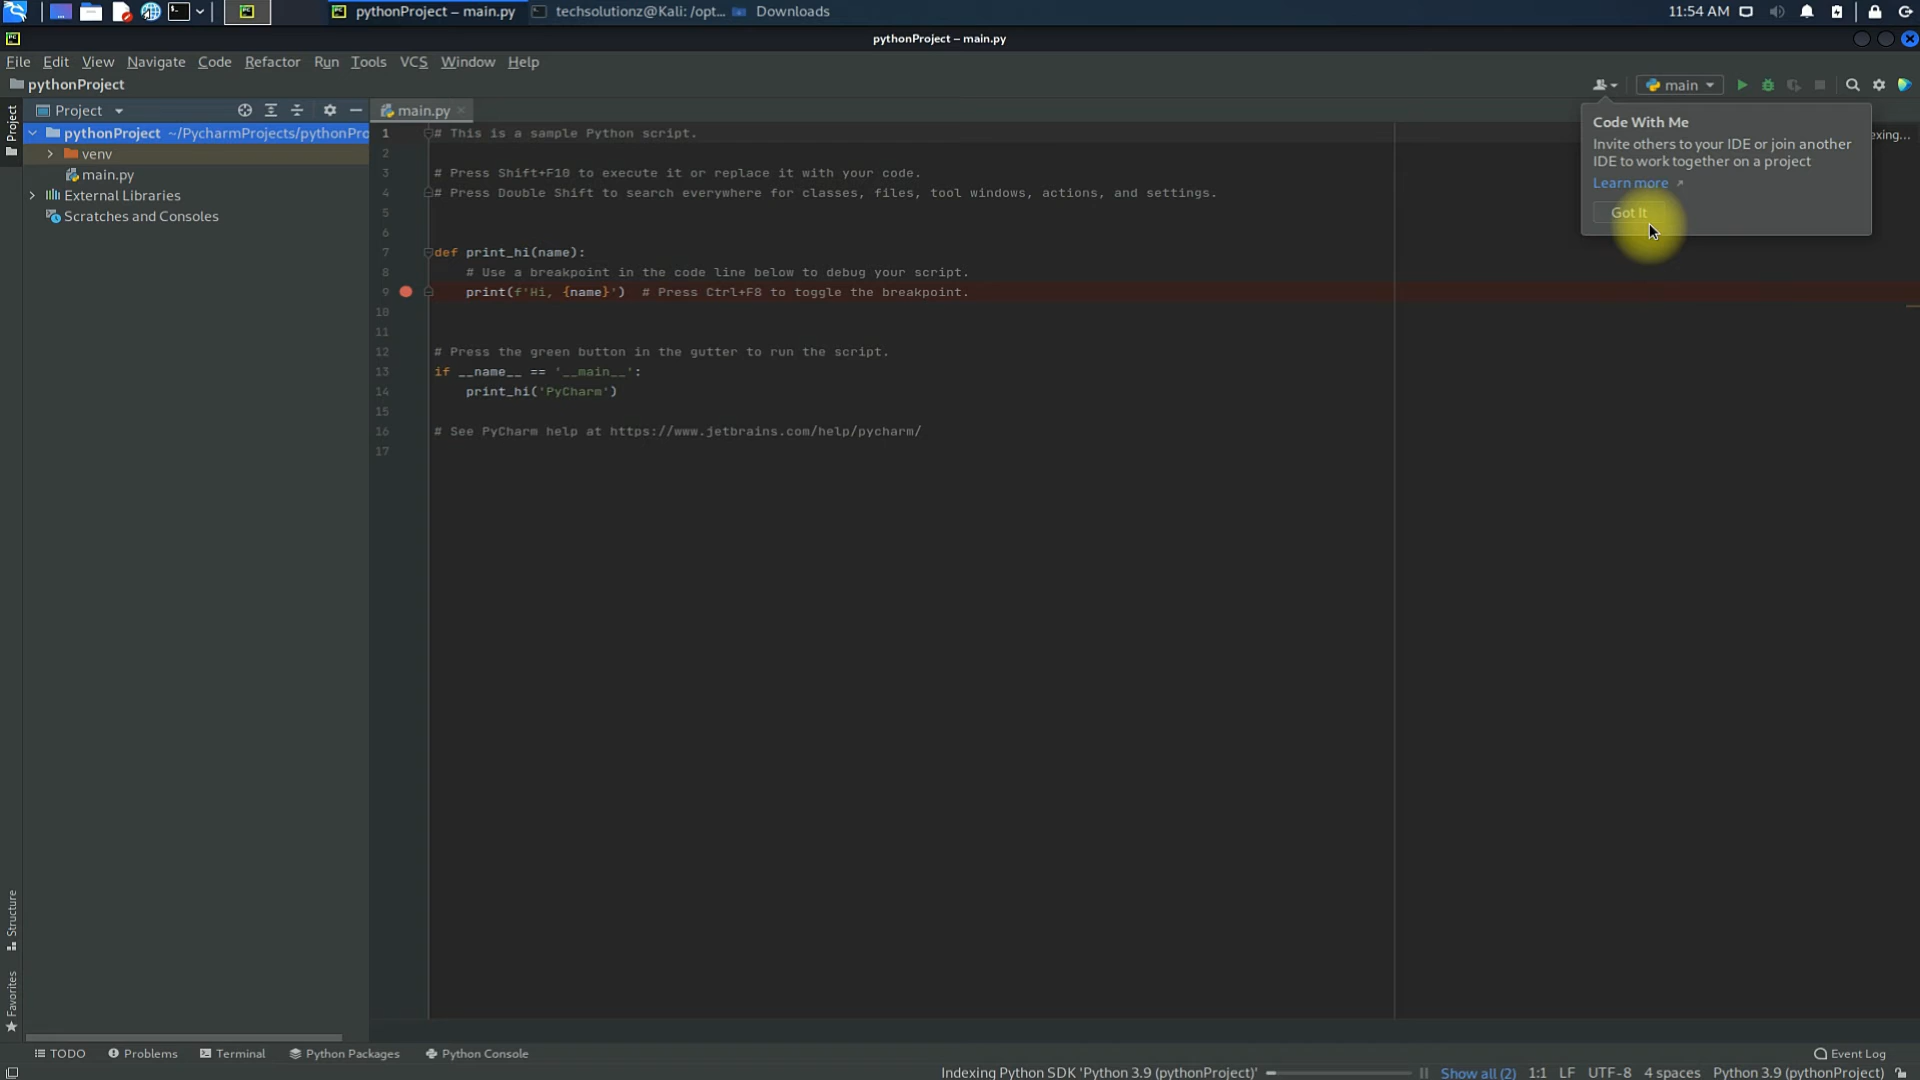 pythonProject – main.py
techsolutionz@Kali: /opt...
Downloads
11:54 AM
pythonProject – main.py
File Edit View Navigate Code Refactor Run Tools VCS Window Help
pythonProject
main
Project
main.py
Project
pythonProject ~/PycharmProjects/pythonPro
venv
main.py
External Libraries
Scratches and Consoles
1 # This is a sample Python script.
2
3 # Press Shift+F10 to execute it or replace it with your code.
4 # Press Double Shift to search everywhere for classes, files, tool windows, actions, and settings.
5
6
7 def print_hi(name):
8 # Use a breakpoint in the code line below to debug your script.
9 print(f'Hi, {name}') # Press Ctrl+F8 to toggle the breakpoint.
10
11
12 # Press the green button in the gutter to run the script.
13 if __name__ == '__main__':
14 print_hi('PyCharm')
15
16 # See PyCharm help at https://www.jetbrains.com/help/pycharm/
17
Code With Me
Invite others to your IDE or join another
IDE to work together on a project
Learn more
Got It
exing...
Structure
Favorites
TODO Problems Terminal Python Packages Python Console
Event Log
Indexing Python SDK 'Python 3.9 (pythonProject)' Show all (2) 1:1 LF UTF-8 4 spaces Python 3.9 (pythonProject)